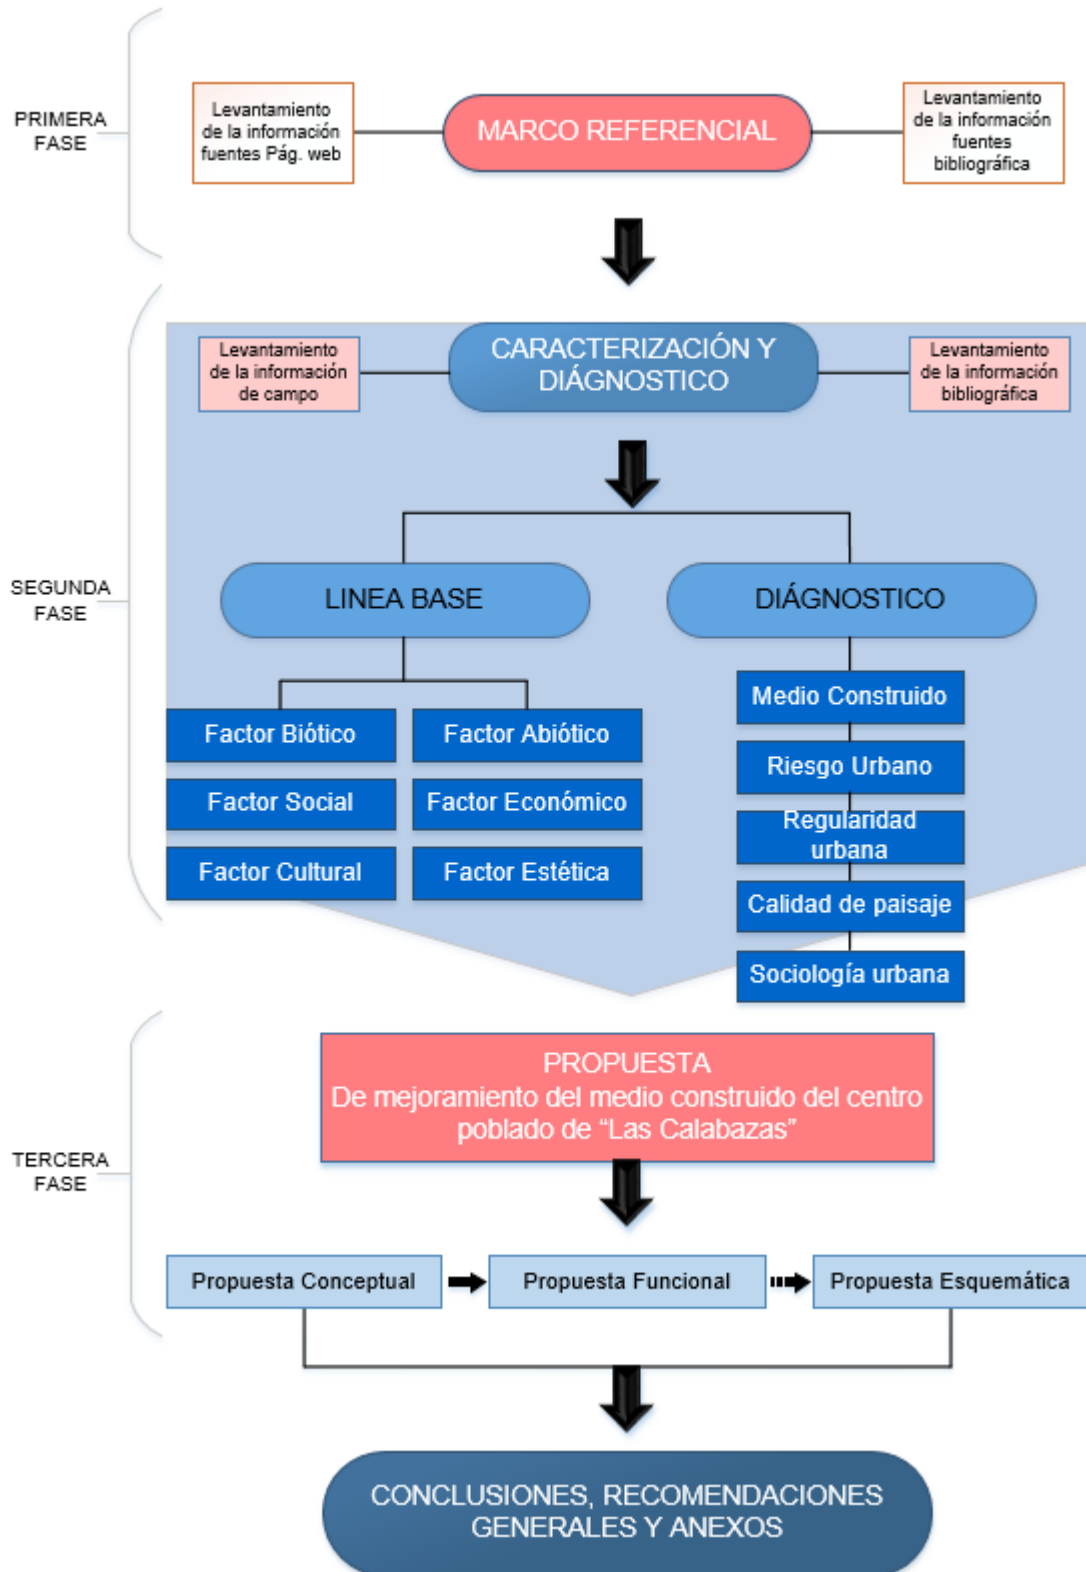 PRIMERA
FASE
Levantamiento
de la información
fuentes Pág. web
MARCO REFERENCIAL
Levantamiento
de la información
fuentes
bibliográfica
SEGUNDA
FASE
Levantamiento
de la información
de campo
CARACTERIZACIÓN Y
DIÁGNOSTICO
Levantamiento
de la información
bibliográfica
LINEA BASE
DIÁGNOSTICO
Factor Biótico
Factor Abiótico
Factor Social
Factor Económico
Factor Cultural
Factor Estética
Medio Construido
Riesgo Urbano
Regularidad
urbana
Calidad de paisaje
Sociología urbana
TERCERA
FASE
PROPUESTA
De mejoramiento del medio construido del centro
poblado de “Las Calabazas”
Propuesta Conceptual
Propuesta Funcional
Propuesta Esquemática
CONCLUSIONES, RECOMENDACIONES
GENERALES Y ANEXOS